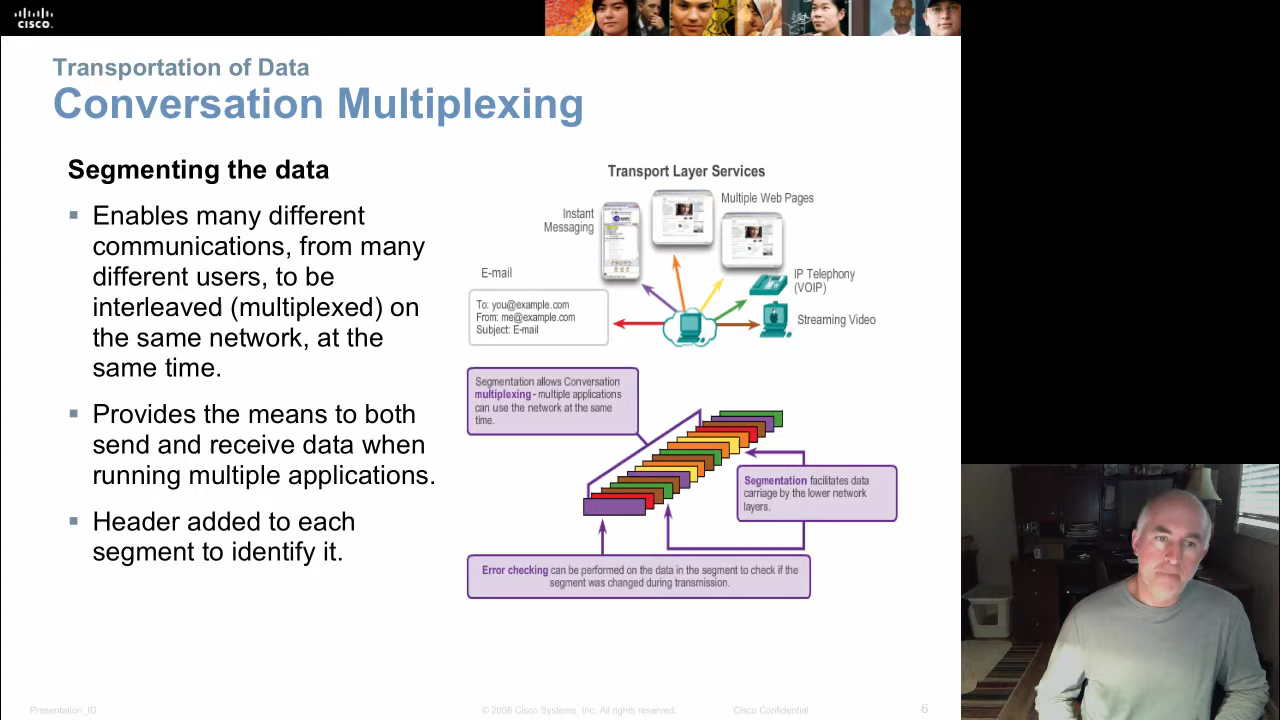 CISCO
Transportation of Data
Conversation Multiplexing
Segmenting the data
Enables many different
communications, from many
different users, to be
interleaved (multiplexed) on
the same network, at the
same time.
Provides the means to both
send and receive data when
running multiple applications.
Header added to each
segment to identify it.
Transport Layer Services
Multiple Web Pages
Instant
Messaging
E-mail
To: you@example.com
From: me@example.com
Subject: E-mail
IP Telephony
(VOIP)
Streaming Video
Segmentation allows Conversation
multiplexing - multiple applications
can use the network at the same
time.
Segmentation facilitates data
carriage by the lower network
layers.
Error checking can be performed on the data in the segment to check if the
segment was changed during transmission.
Presentation_ID
© 2008 Cisco Systems, Inc. All rights reserved.
Cisco Confidential
6